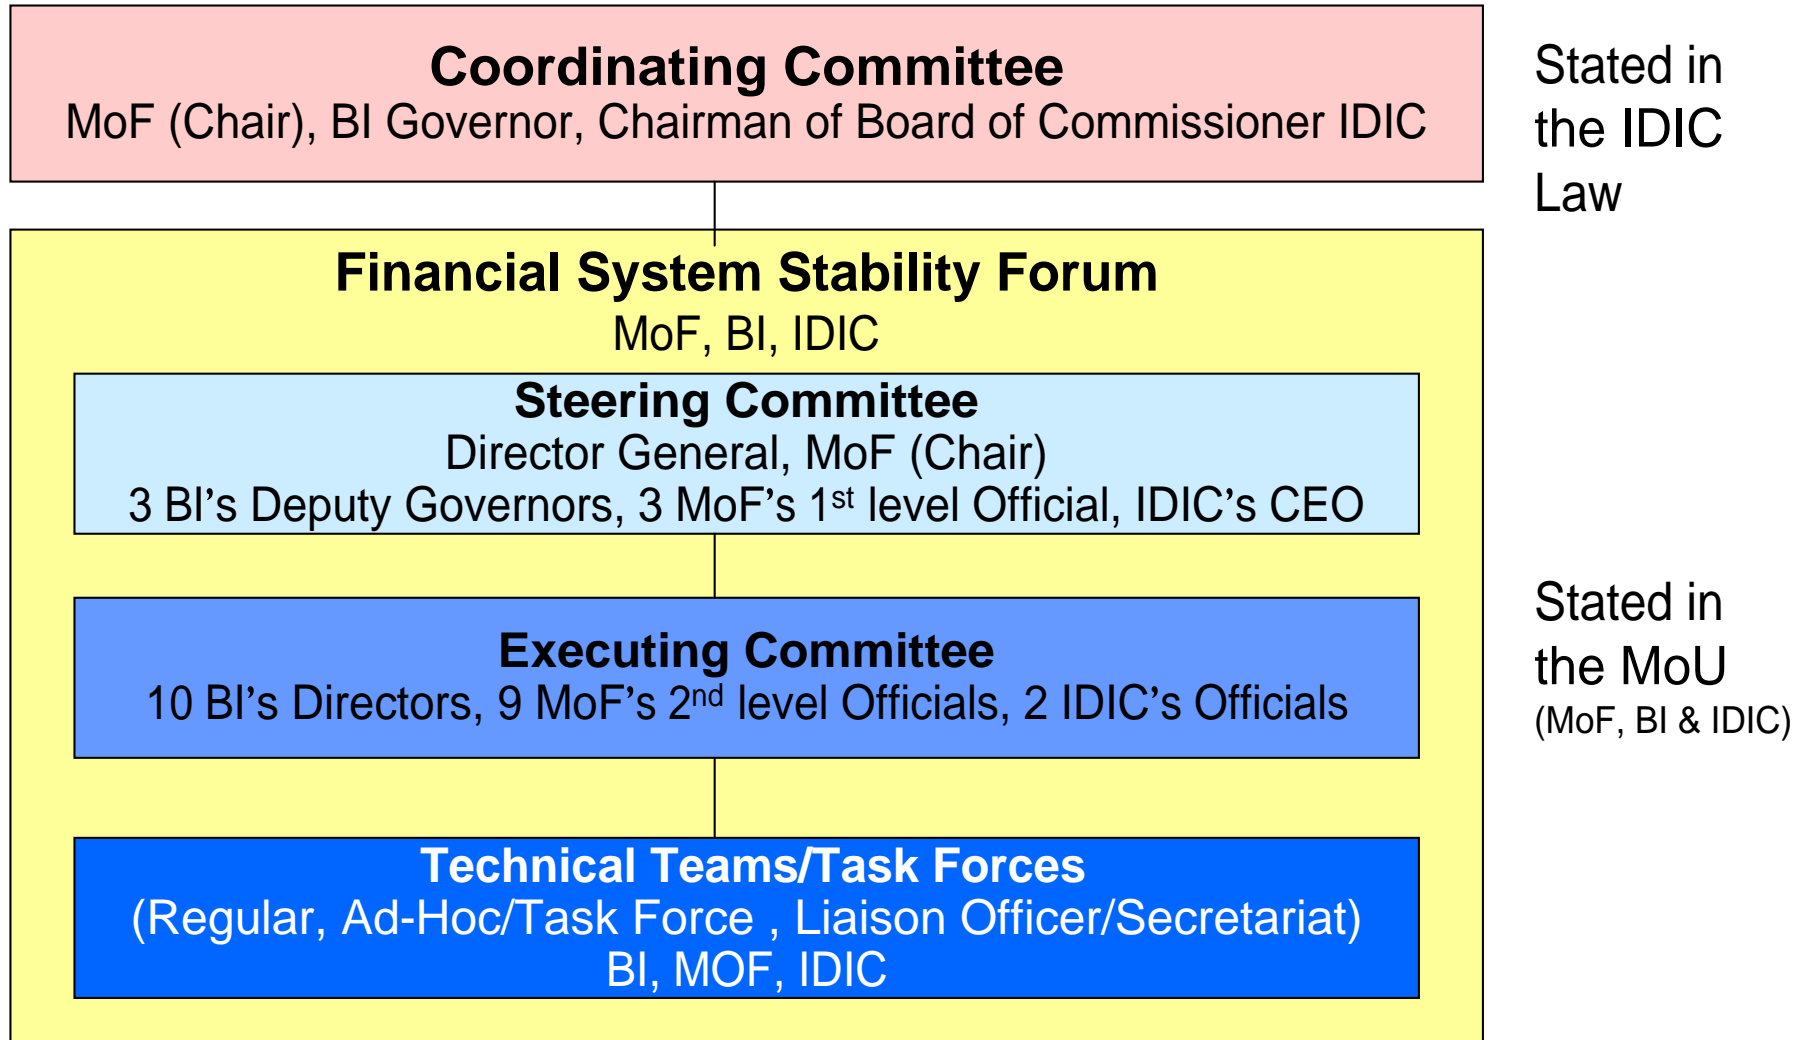 Coordinating Committee
MoF (Chair), BI Governor, Chairman of Board of Commissioner IDIC
Stated in
the IDIC
Law
Financial System Stability Forum
MoF, BI, IDIC
Steering Committee
Director General, MoF (Chair)
3 BI’s Deputy Governors, 3 MoF’s 1st level Official, IDIC’s CEO
Executing Committee
10 BI’s Directors, 9 MoF’s 2nd level Officials, 2 IDIC’s Officials
Stated in
the MoU
(MoF, BI & IDIC)
Technical Teams/Task Forces
(Regular, Ad-Hoc/Task Force , Liaison Officer/Secretariat)
BI, MOF, IDIC